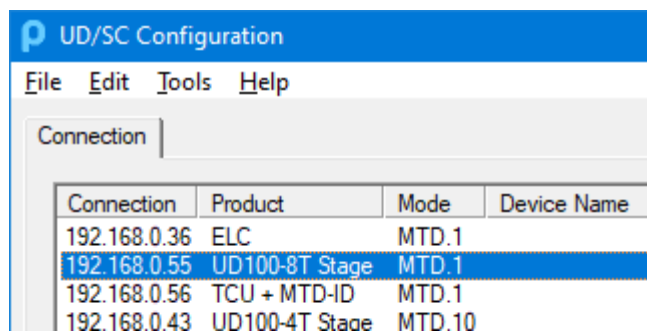 UD/SC Configuration
File Edit Tools Help
Connection
Connection Product Mode Device Name
192.168.0.36 ELC MTD.1
192.168.0.55 UD100-8T Stage MTD.1
192.168.0.56 TCU + MTD-ID MTD.1
192.168.0.43 UD100-4T Stage MTD.10